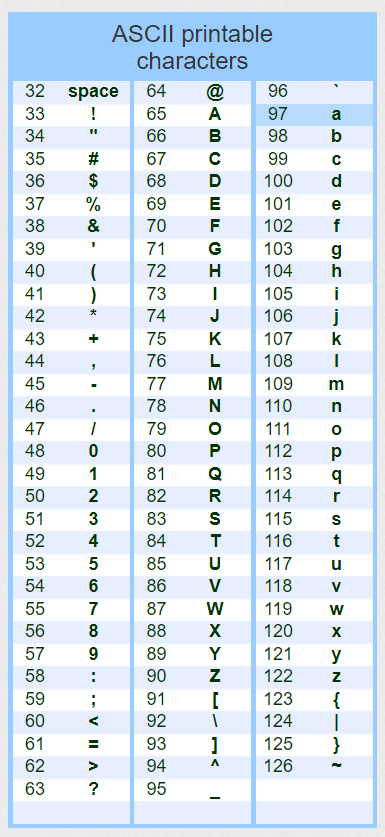 ASCII printable
characters
32 space 64 @ 96 `
33 ! 65 A 97 a
34 " 66 B 98 b
35 # 67 C 99 c
36 $ 68 D 100 d
37 % 69 E 101 e
38 & 70 F 102 f
39 ' 71 G 103 g
40 ( 72 H 104 h
41 ) 73 I 105 i
42 * 74 J 106 j
43 + 75 K 107 k
44 , 76 L 108 l
45 - 77 M 109 m
46 . 78 N 110 n
47 / 79 O 111 o
48 0 80 P 112 p
49 1 81 Q 113 q
50 2 82 R 114 r
51 3 83 S 115 s
52 4 84 T 116 t
53 5 85 U 117 u
54 6 86 V 118 v
55 7 87 W 119 w
56 8 88 X 120 x
57 9 89 Y 121 y
58 : 90 Z 122 z
59 ; 91 [ 123 {
60 < 92 \ 124 |
61 = 93 ] 125 }
62 > 94 ^ 126 ~
63 ? 95 _